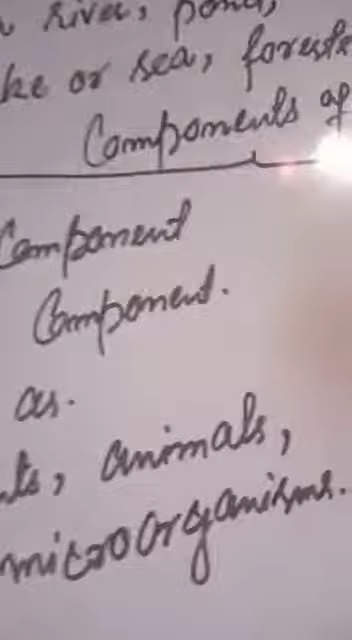 river, pond,
ke or sea, forests
Components of
Component
Component.
as.
ts, animals,
microorganisms.